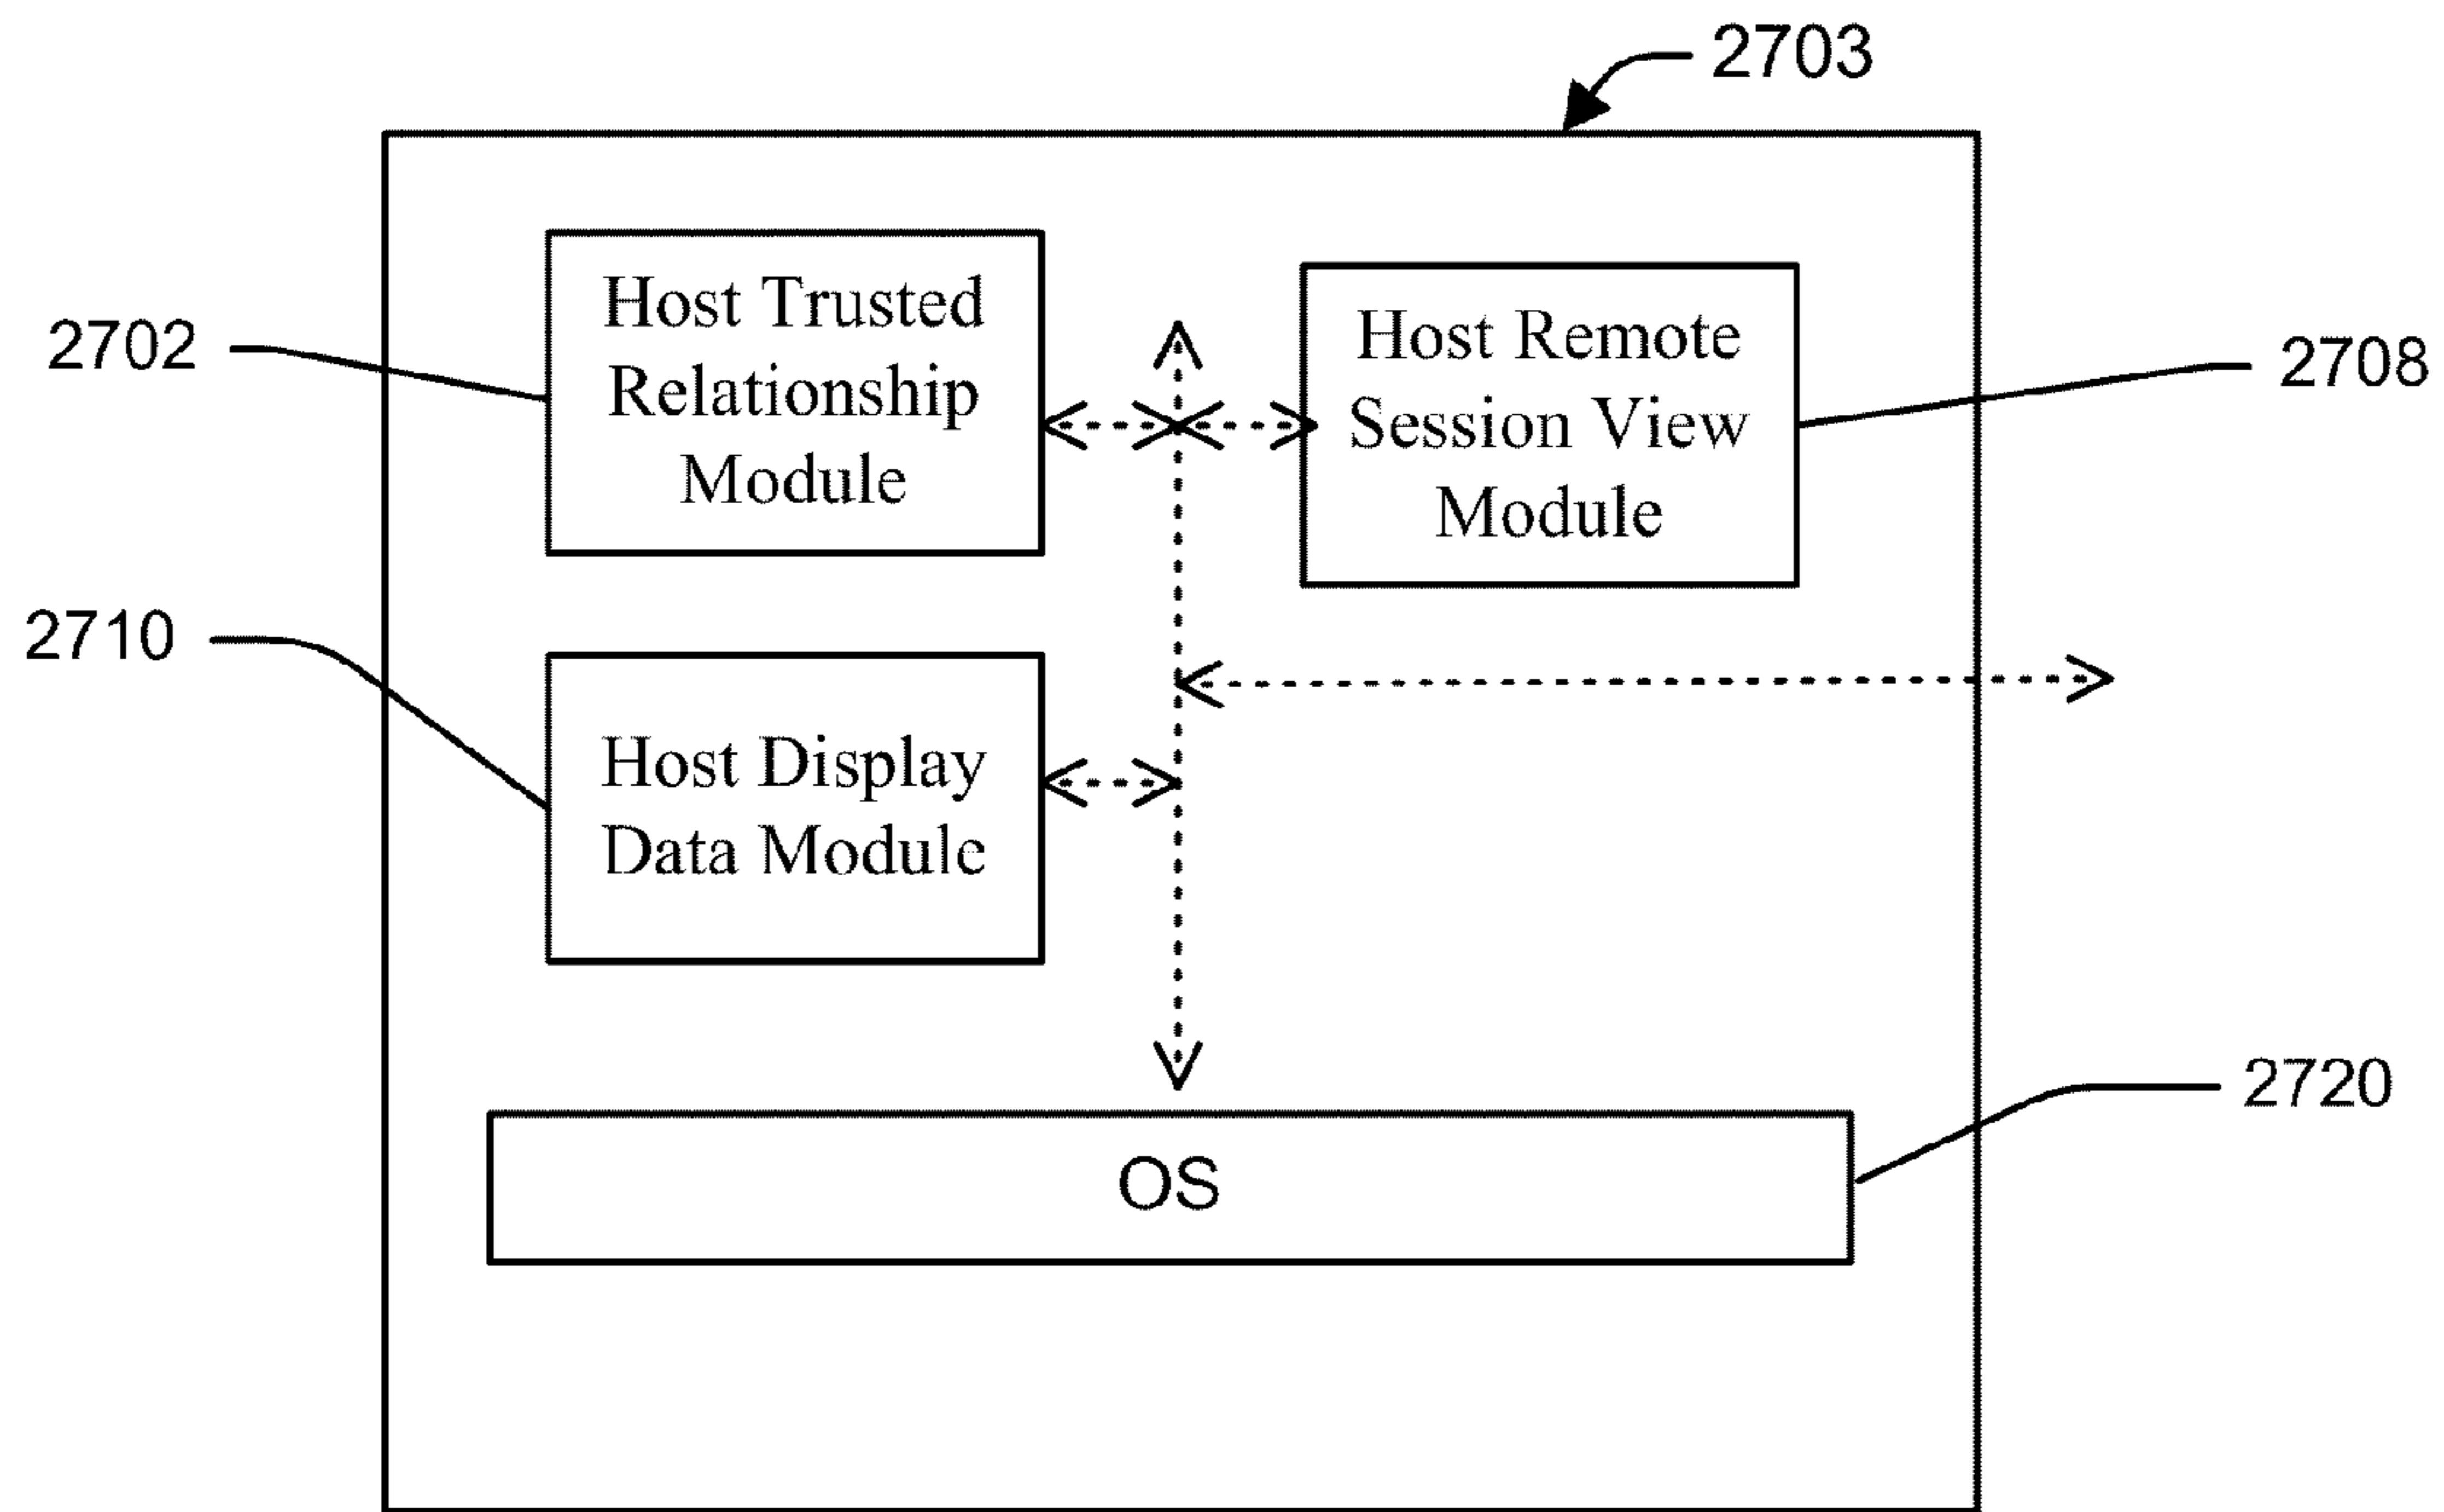 2703
Host Trusted
Relationship
Module
2702
Host Remote
Session View
Module
2708
2710
Host Display
Data Module
2720
OS